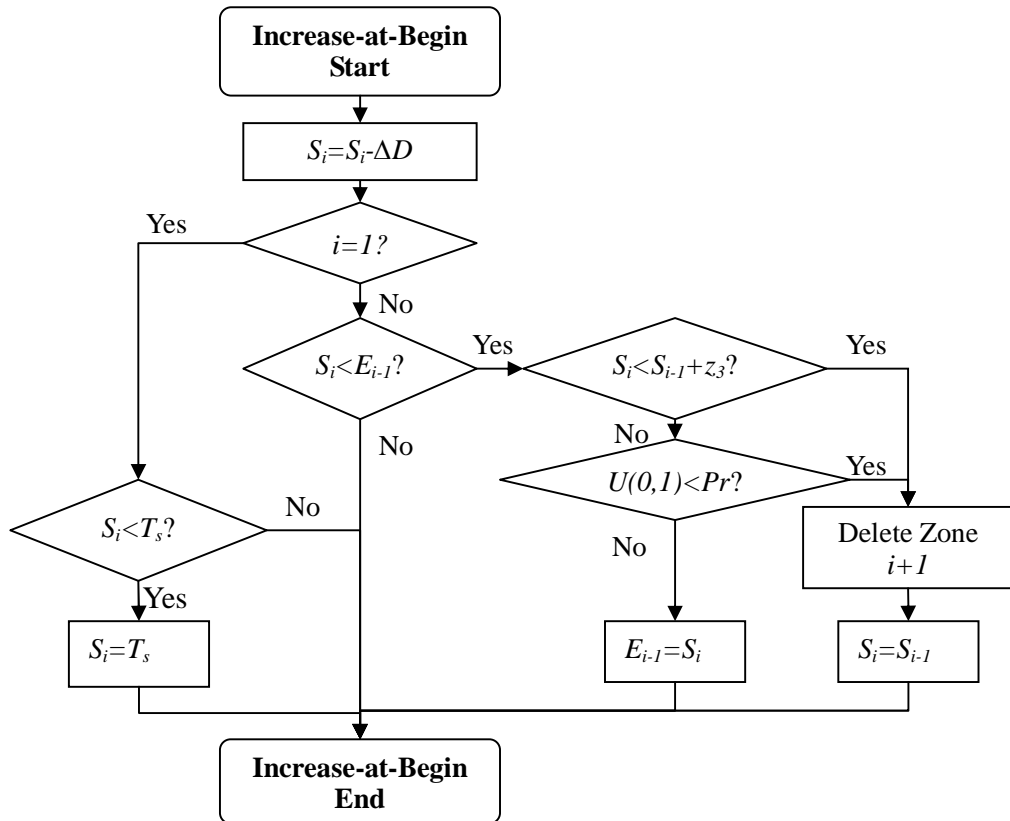 Increase-at-Begin
Start
Sᵢ=Sᵢ-ΔD
Yes
i=1?
No
Sᵢ<Eᵢ₋₁?
Yes
Sᵢ<Sᵢ₋₁+z₃?
Yes
No
No
U(0,1)<Pr?
Yes
Sᵢ<Tₛ?
No
No
Delete Zone
i+1
Yes
Sᵢ=Tₛ
Eᵢ₋₁=Sᵢ
Sᵢ=Sᵢ₋₁
Increase-at-Begin
End